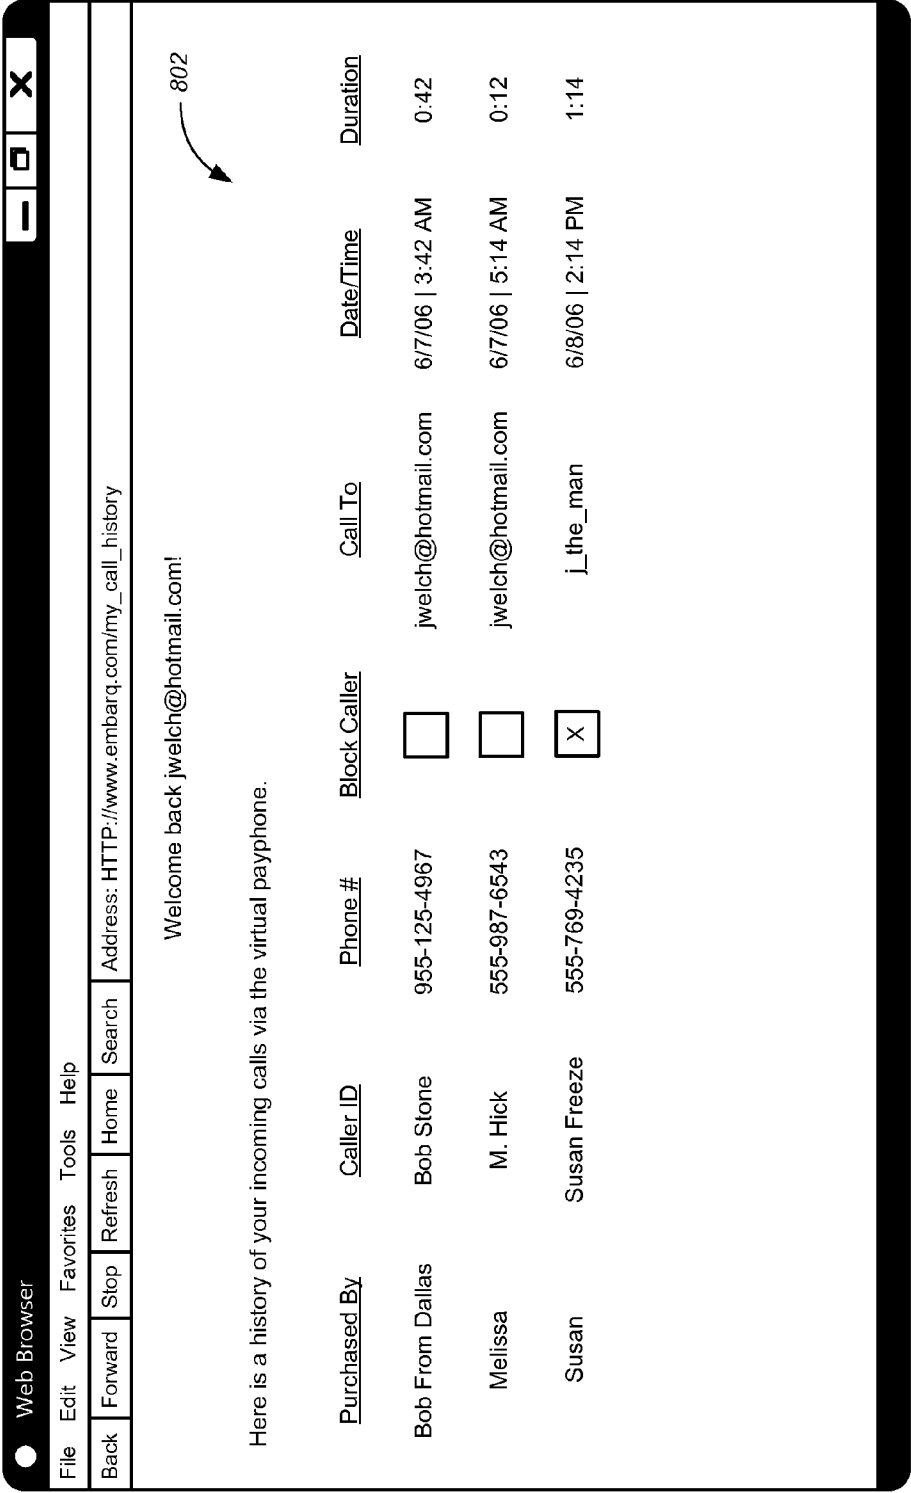 Web Browser
File Edit View Favorites Tools Help
Back Forward Stop Refresh Home Search Address: HTTP://www.embarq.com/my_call_history
Welcome back jwelch@hotmail.com!
802
Here is a history of your incoming calls via the virtual payphone.
Purchased By Caller ID Phone # Block Caller Call To Date/Time Duration
Bob From Dallas Bob Stone 955-125-4967 jwelch@hotmail.com 6/7/06 | 3:42 AM 0:42
Melissa M. Hick 555-987-6543 jwelch@hotmail.com 6/7/06 | 5:14 AM 0:12
Susan Susan Freeze 555-769-4235 X j_the_man 6/8/06 | 2:14 PM 1:14